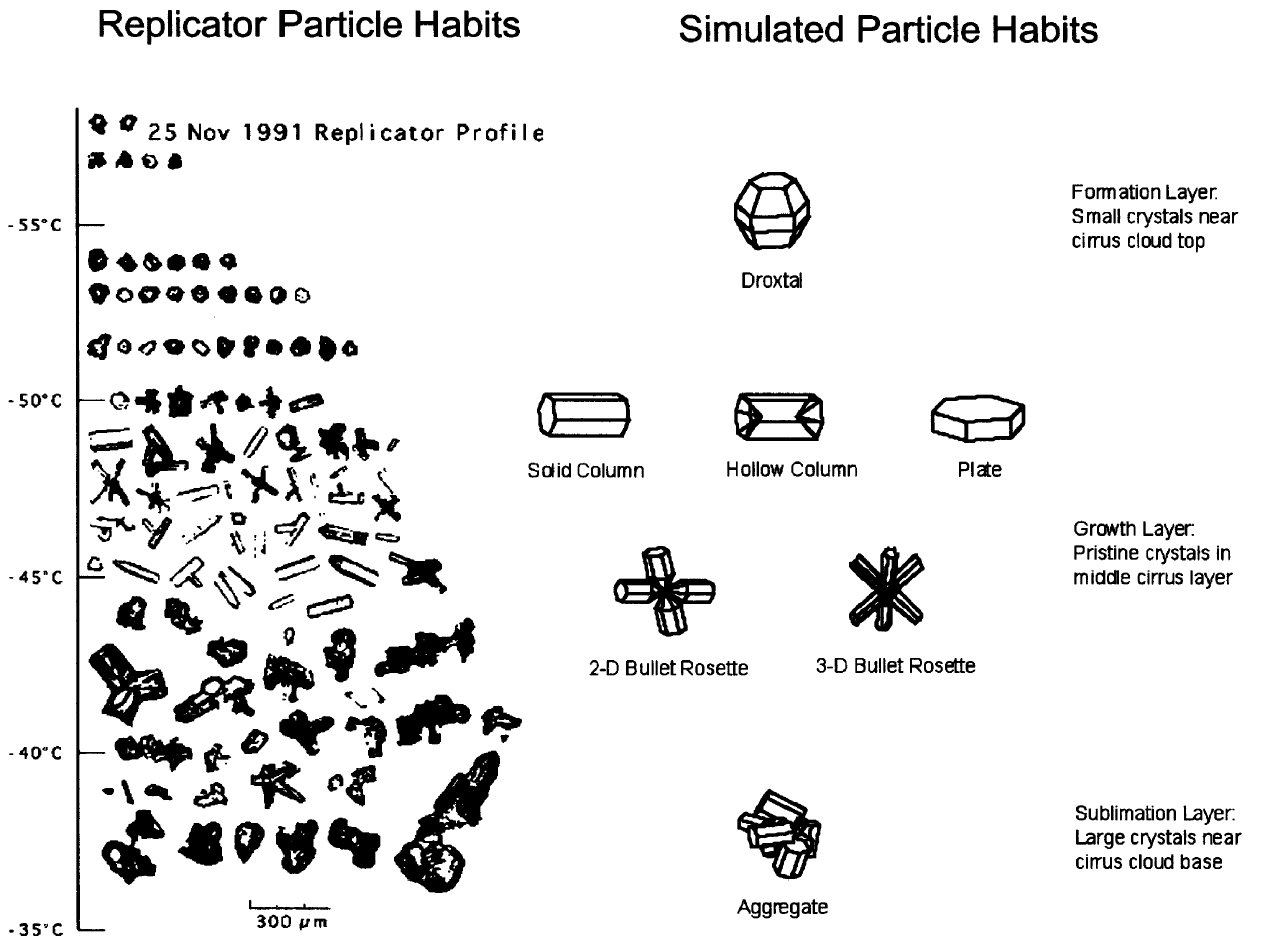 Replicator Particle Habits
Simulated Particle Habits
25 Nov 1991 Replicator Profile
-55°C
-50°C
-45°C
-40°C
-35°C
300 µm
Droxtal
Formation Layer:
Small crystals near
cirrus cloud top
Solid Column
Hollow Column
Plate
2-D Bullet Rosette
3-D Bullet Rosette
Growth Layer:
Pristine crystals in
middle cirrus layer
Aggregate
Sublimation Layer:
Large crystals near
cirrus cloud base